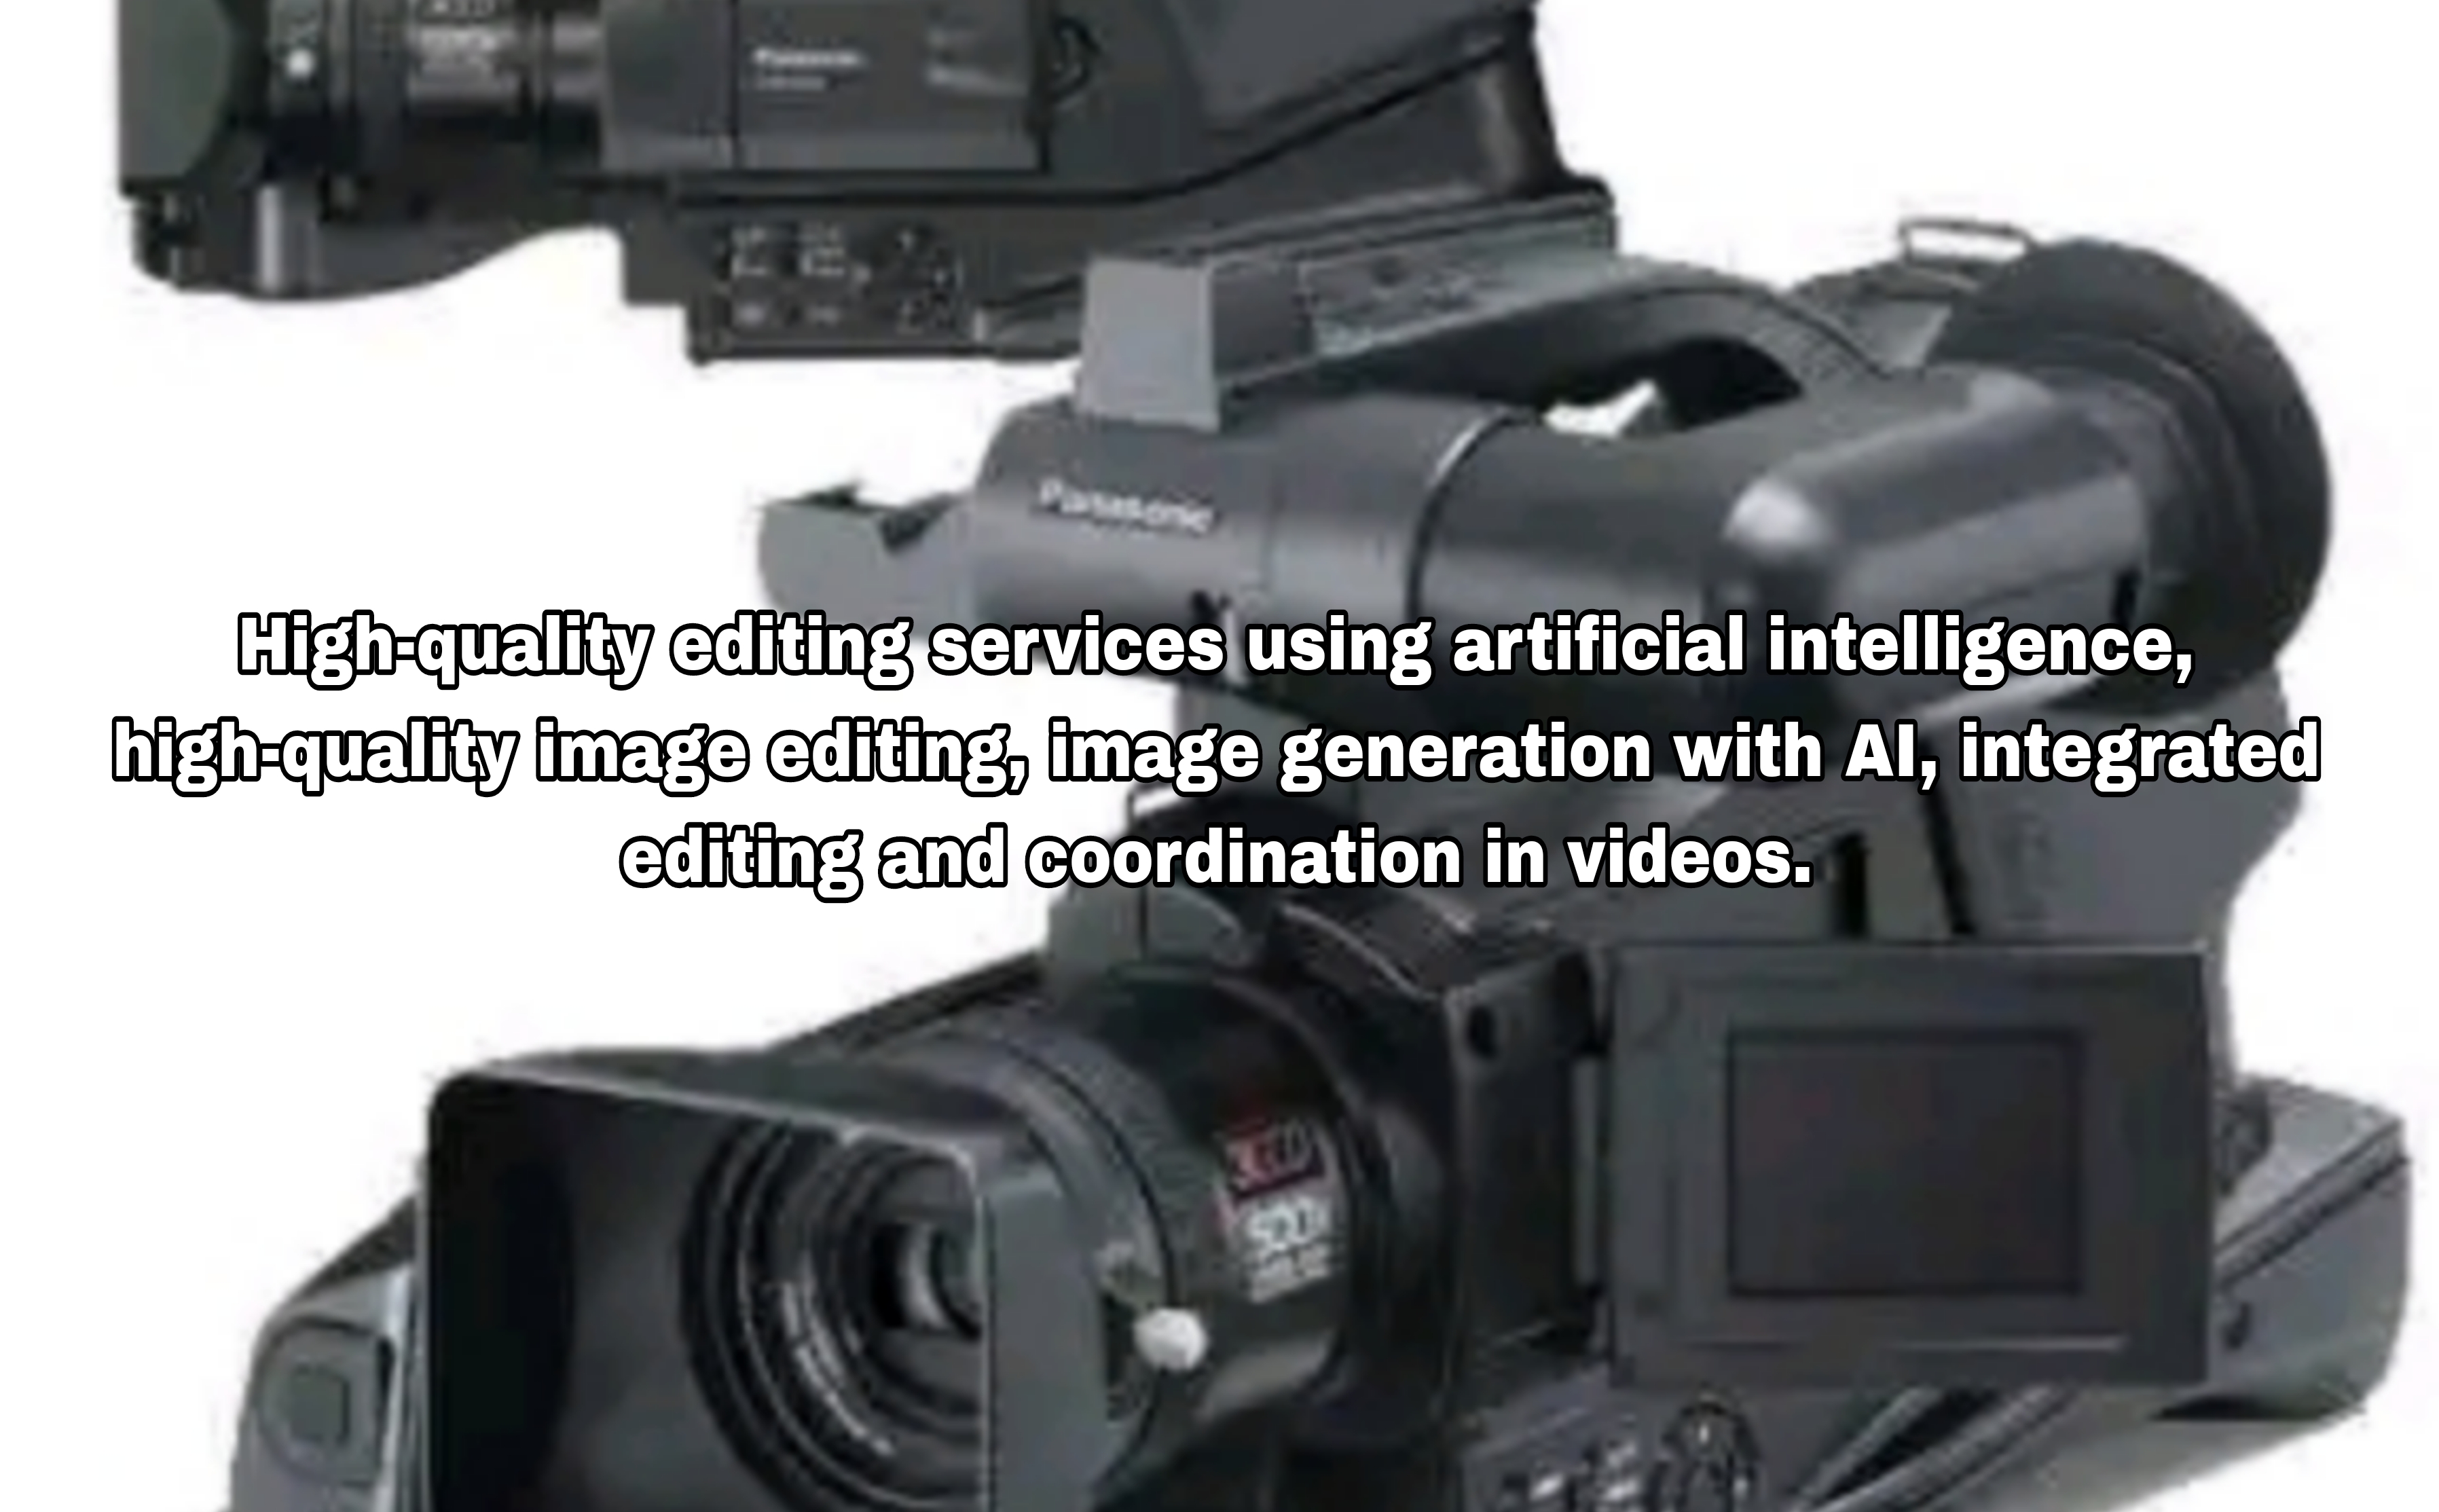 Panasonic
Panasonic
High-quality editing services using artificial intelligence,
high-quality image editing, image generation with AI, integrated
editing and coordination in videos.
3CCD